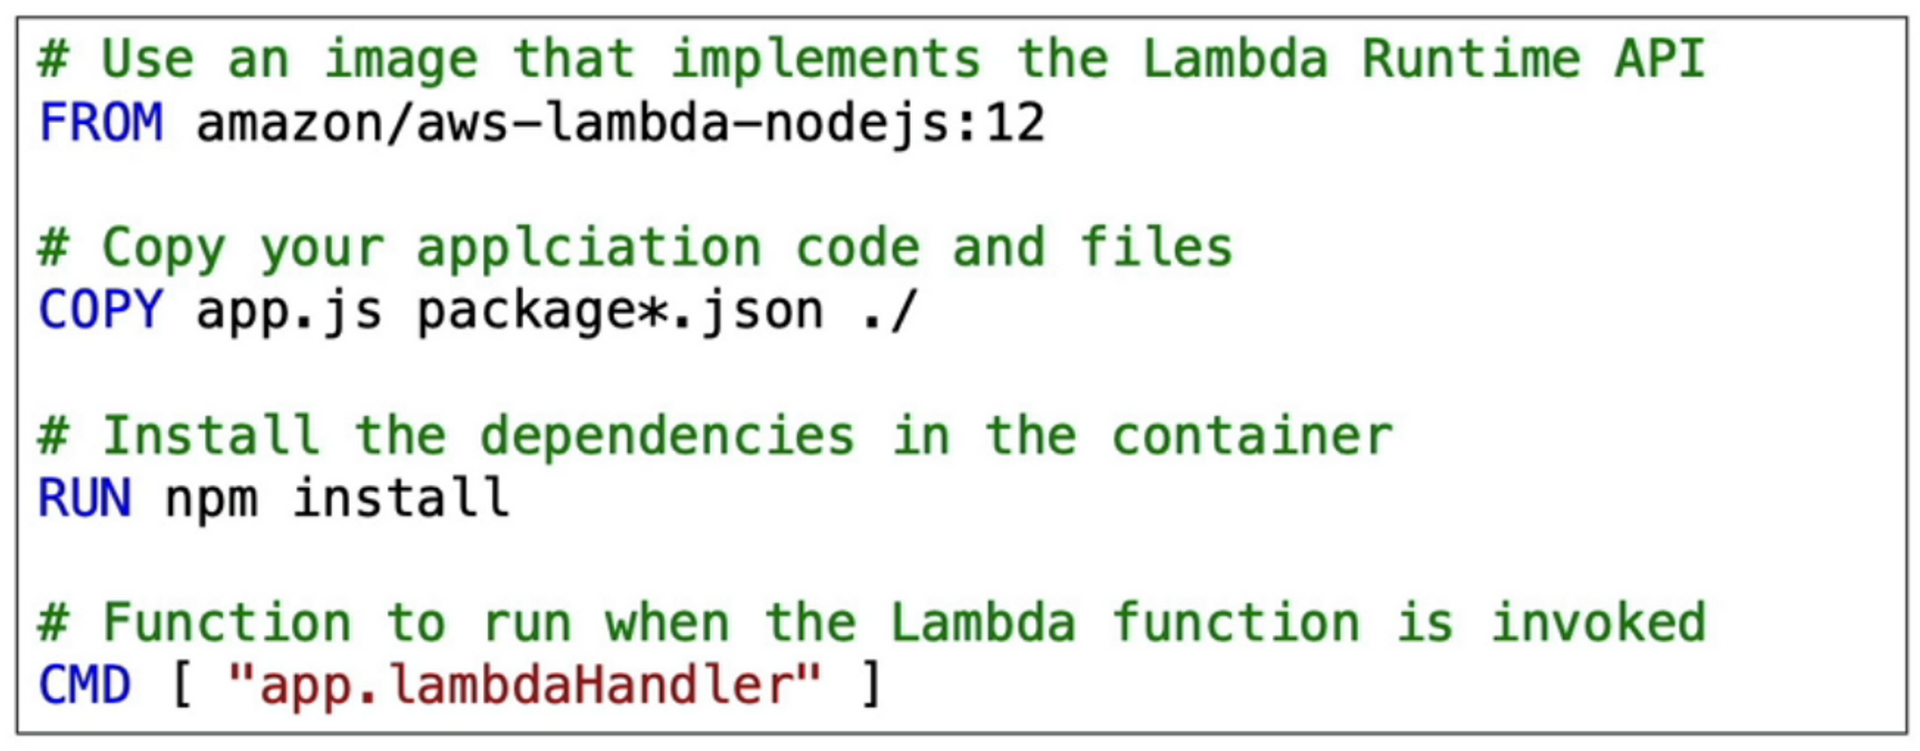 # Use an image that implements the Lambda Runtime API
FROM amazon/aws-lambda-nodejs:12
# Copy your applciation code and files
COPY app.js package*.json ./
# Install the dependencies in the container
RUN npm install
# Function to run when the Lambda function is invoked
CMD [ "app.lambdaHandler" ]